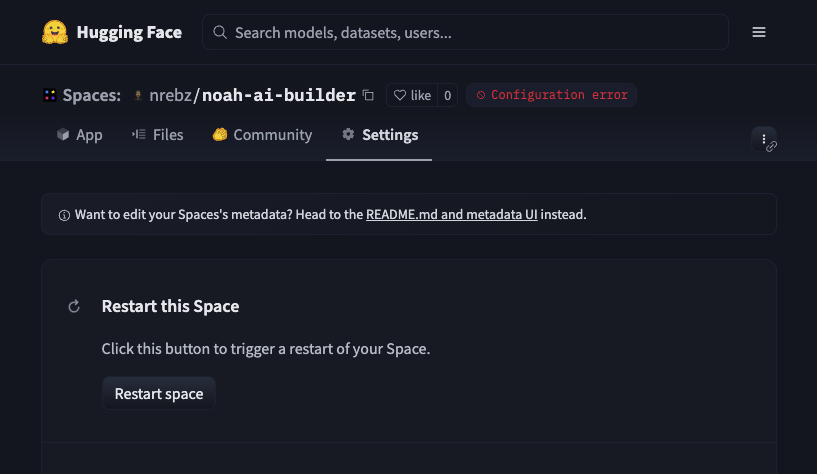 Hugging Face
Search models, datasets, users...
Spaces: nrebz/noah-ai-builder like 0 Configuration error
App Files Community Settings
Want to edit your Spaces's metadata? Head to the README.md and metadata UI instead.
Restart this Space
Click this button to trigger a restart of your Space.
Restart space